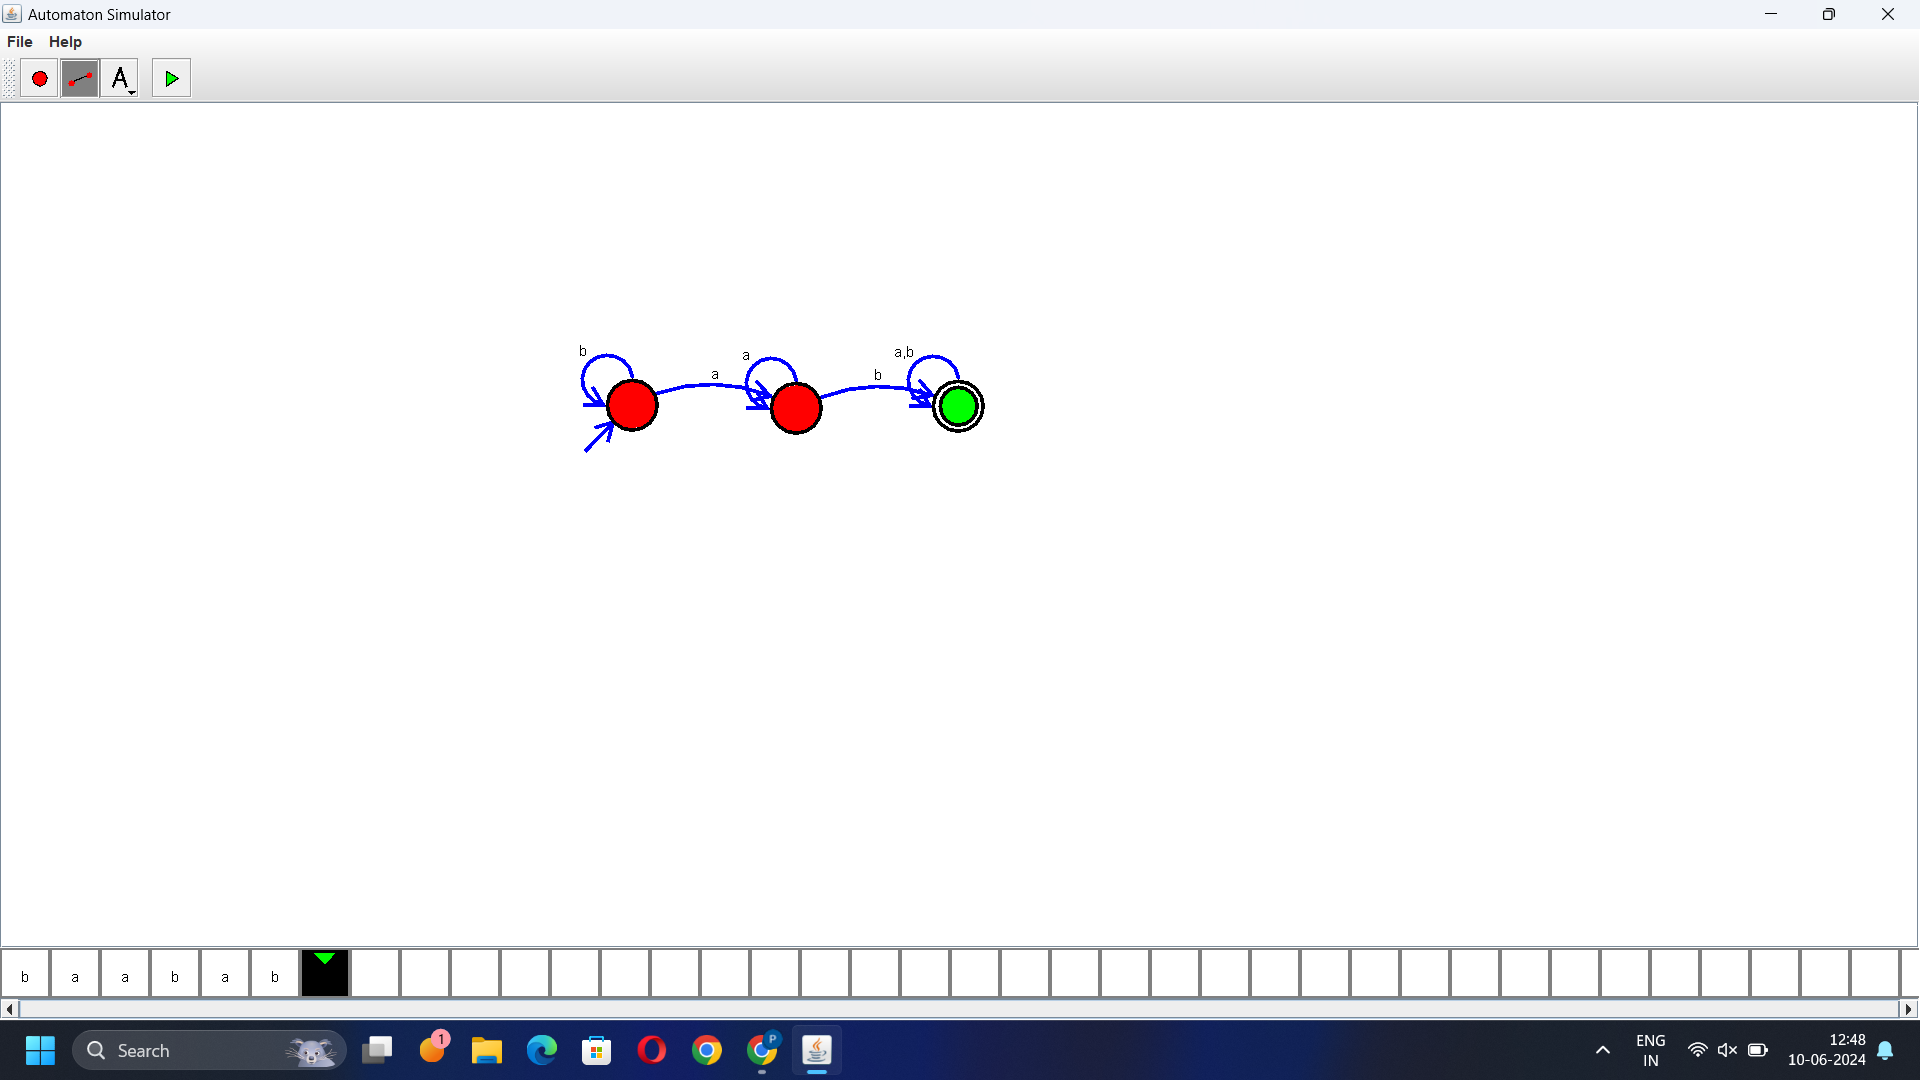 Automaton Simulator
File Help
A
b
a
a
b
a,b
b a a b a b
Search
1
P
ENG
IN
12:48
10-06-2024